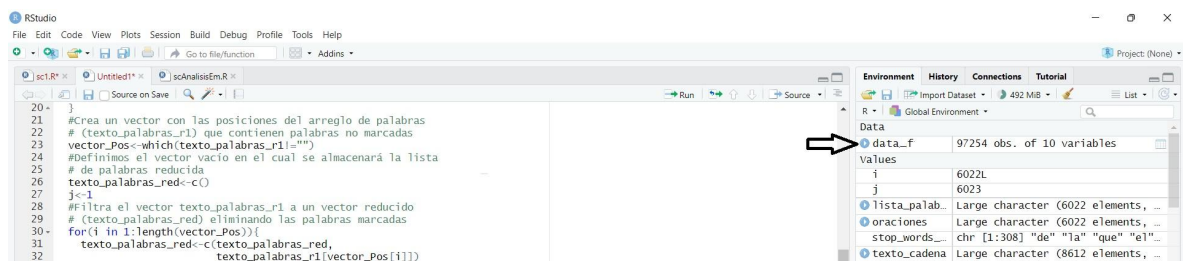 RStudio
File Edit Code View Plots Session Build Debug Profile Tools Help
Go to file/function Addins Project: (None)
sc1.R* Untitled1* scAnalisisEm.R
Source on Save Run Source
20 }
21 #Crea un vector con las posiciones del arreglo de palabras
22 # (texto_palabras_r1) que contienen palabras no marcadas
23 vector_Pos<-which(texto_palabras_r1!="")
24 #Definimos el vector vacío en el cual se almacenará la lista
25 # de palabras reducida
26 texto_palabras_red<-c()
27 j<-1
28 #Filtra el vector texto_palabras_r1 a un vector reducido
29 # (texto_palabras_red) eliminando las palabras marcadas
30 for(i in 1:length(vector_Pos)){
31 texto_palabras_red<-c(texto_palabras_red,
32 texto_palabras_r1[vector_Pos[i]])
Environment History Connections Tutorial
Import Dataset 492 MiB List
R Global Environment
Data
data_f 97254 obs. of 10 variables
Values
i 6022L
j 6023
lista_palab… Large character (6022 elements, …
oraciones Large character (6022 elements, …
stop_words_… chr [1:308] "de" "la" "que" "el"…
texto_cadena Large character (8612 elements, …